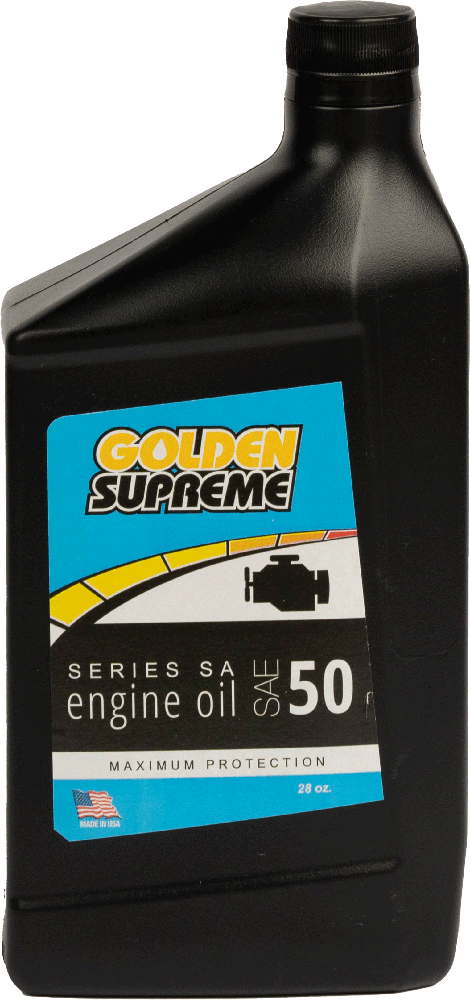 GOLDEN
SUPREME
SERIES SA
engine oil
SAE 50
MAXIMUM PROTECTION
28 oz.
MADE IN USA